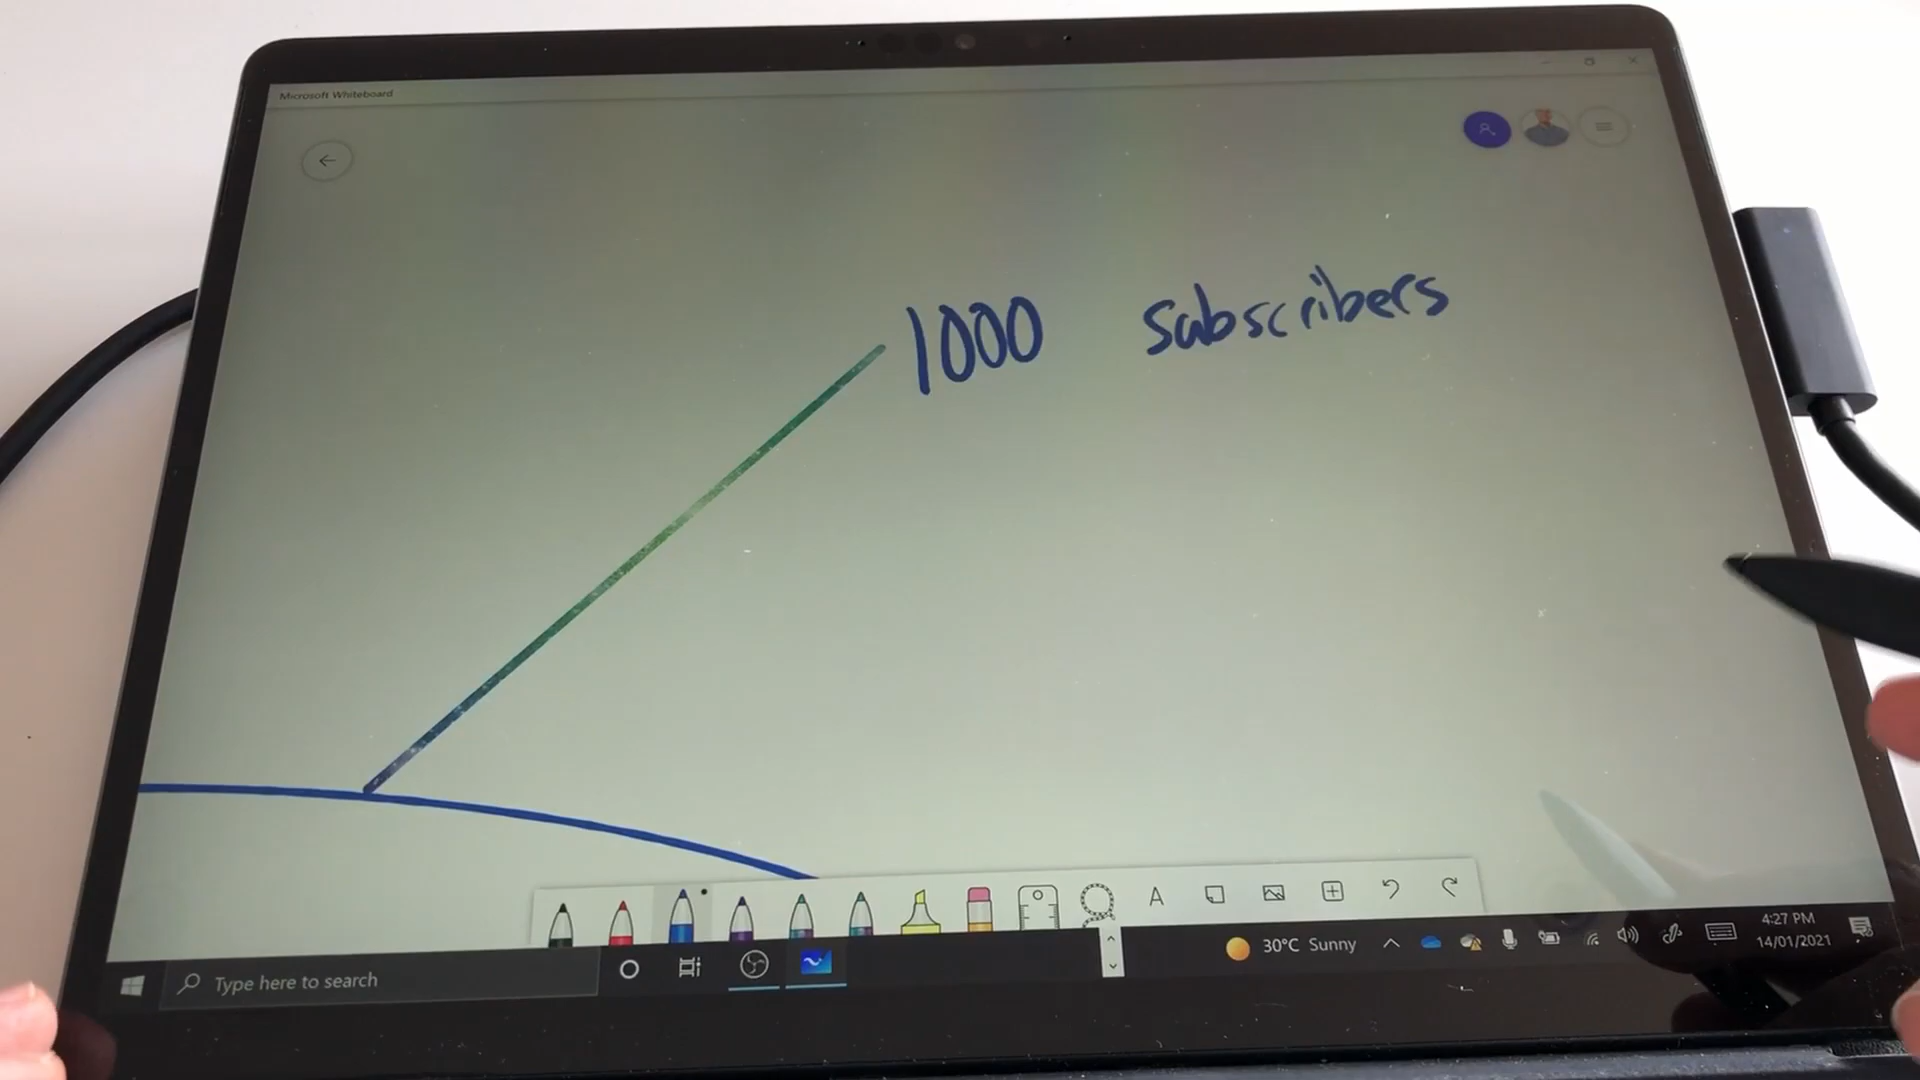 Microsoft Whiteboard
1000 subscribers
A
Type here to search
30°C Sunny
4:27 PM
14/01/2021